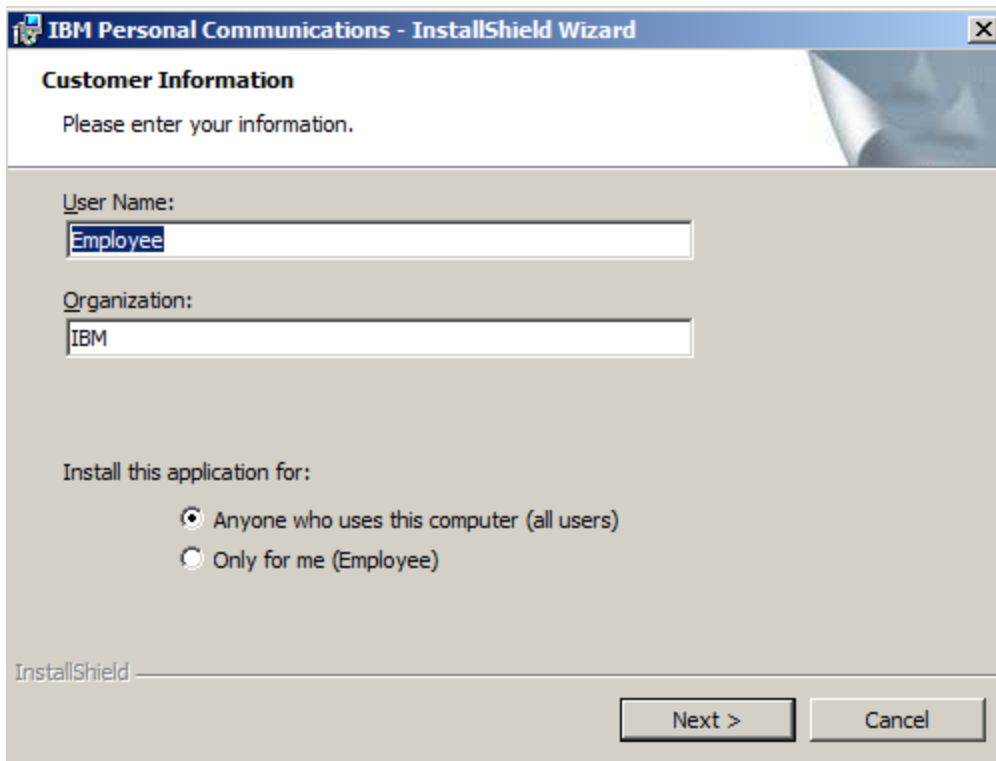 IBM Personal Communications - InstallShield Wizard
Customer Information
Please enter your information.
User Name:
Employee
Organization:
IBM
Install this application for:
Anyone who uses this computer (all users)
Only for me (Employee)
InstallShield
Next >
Cancel